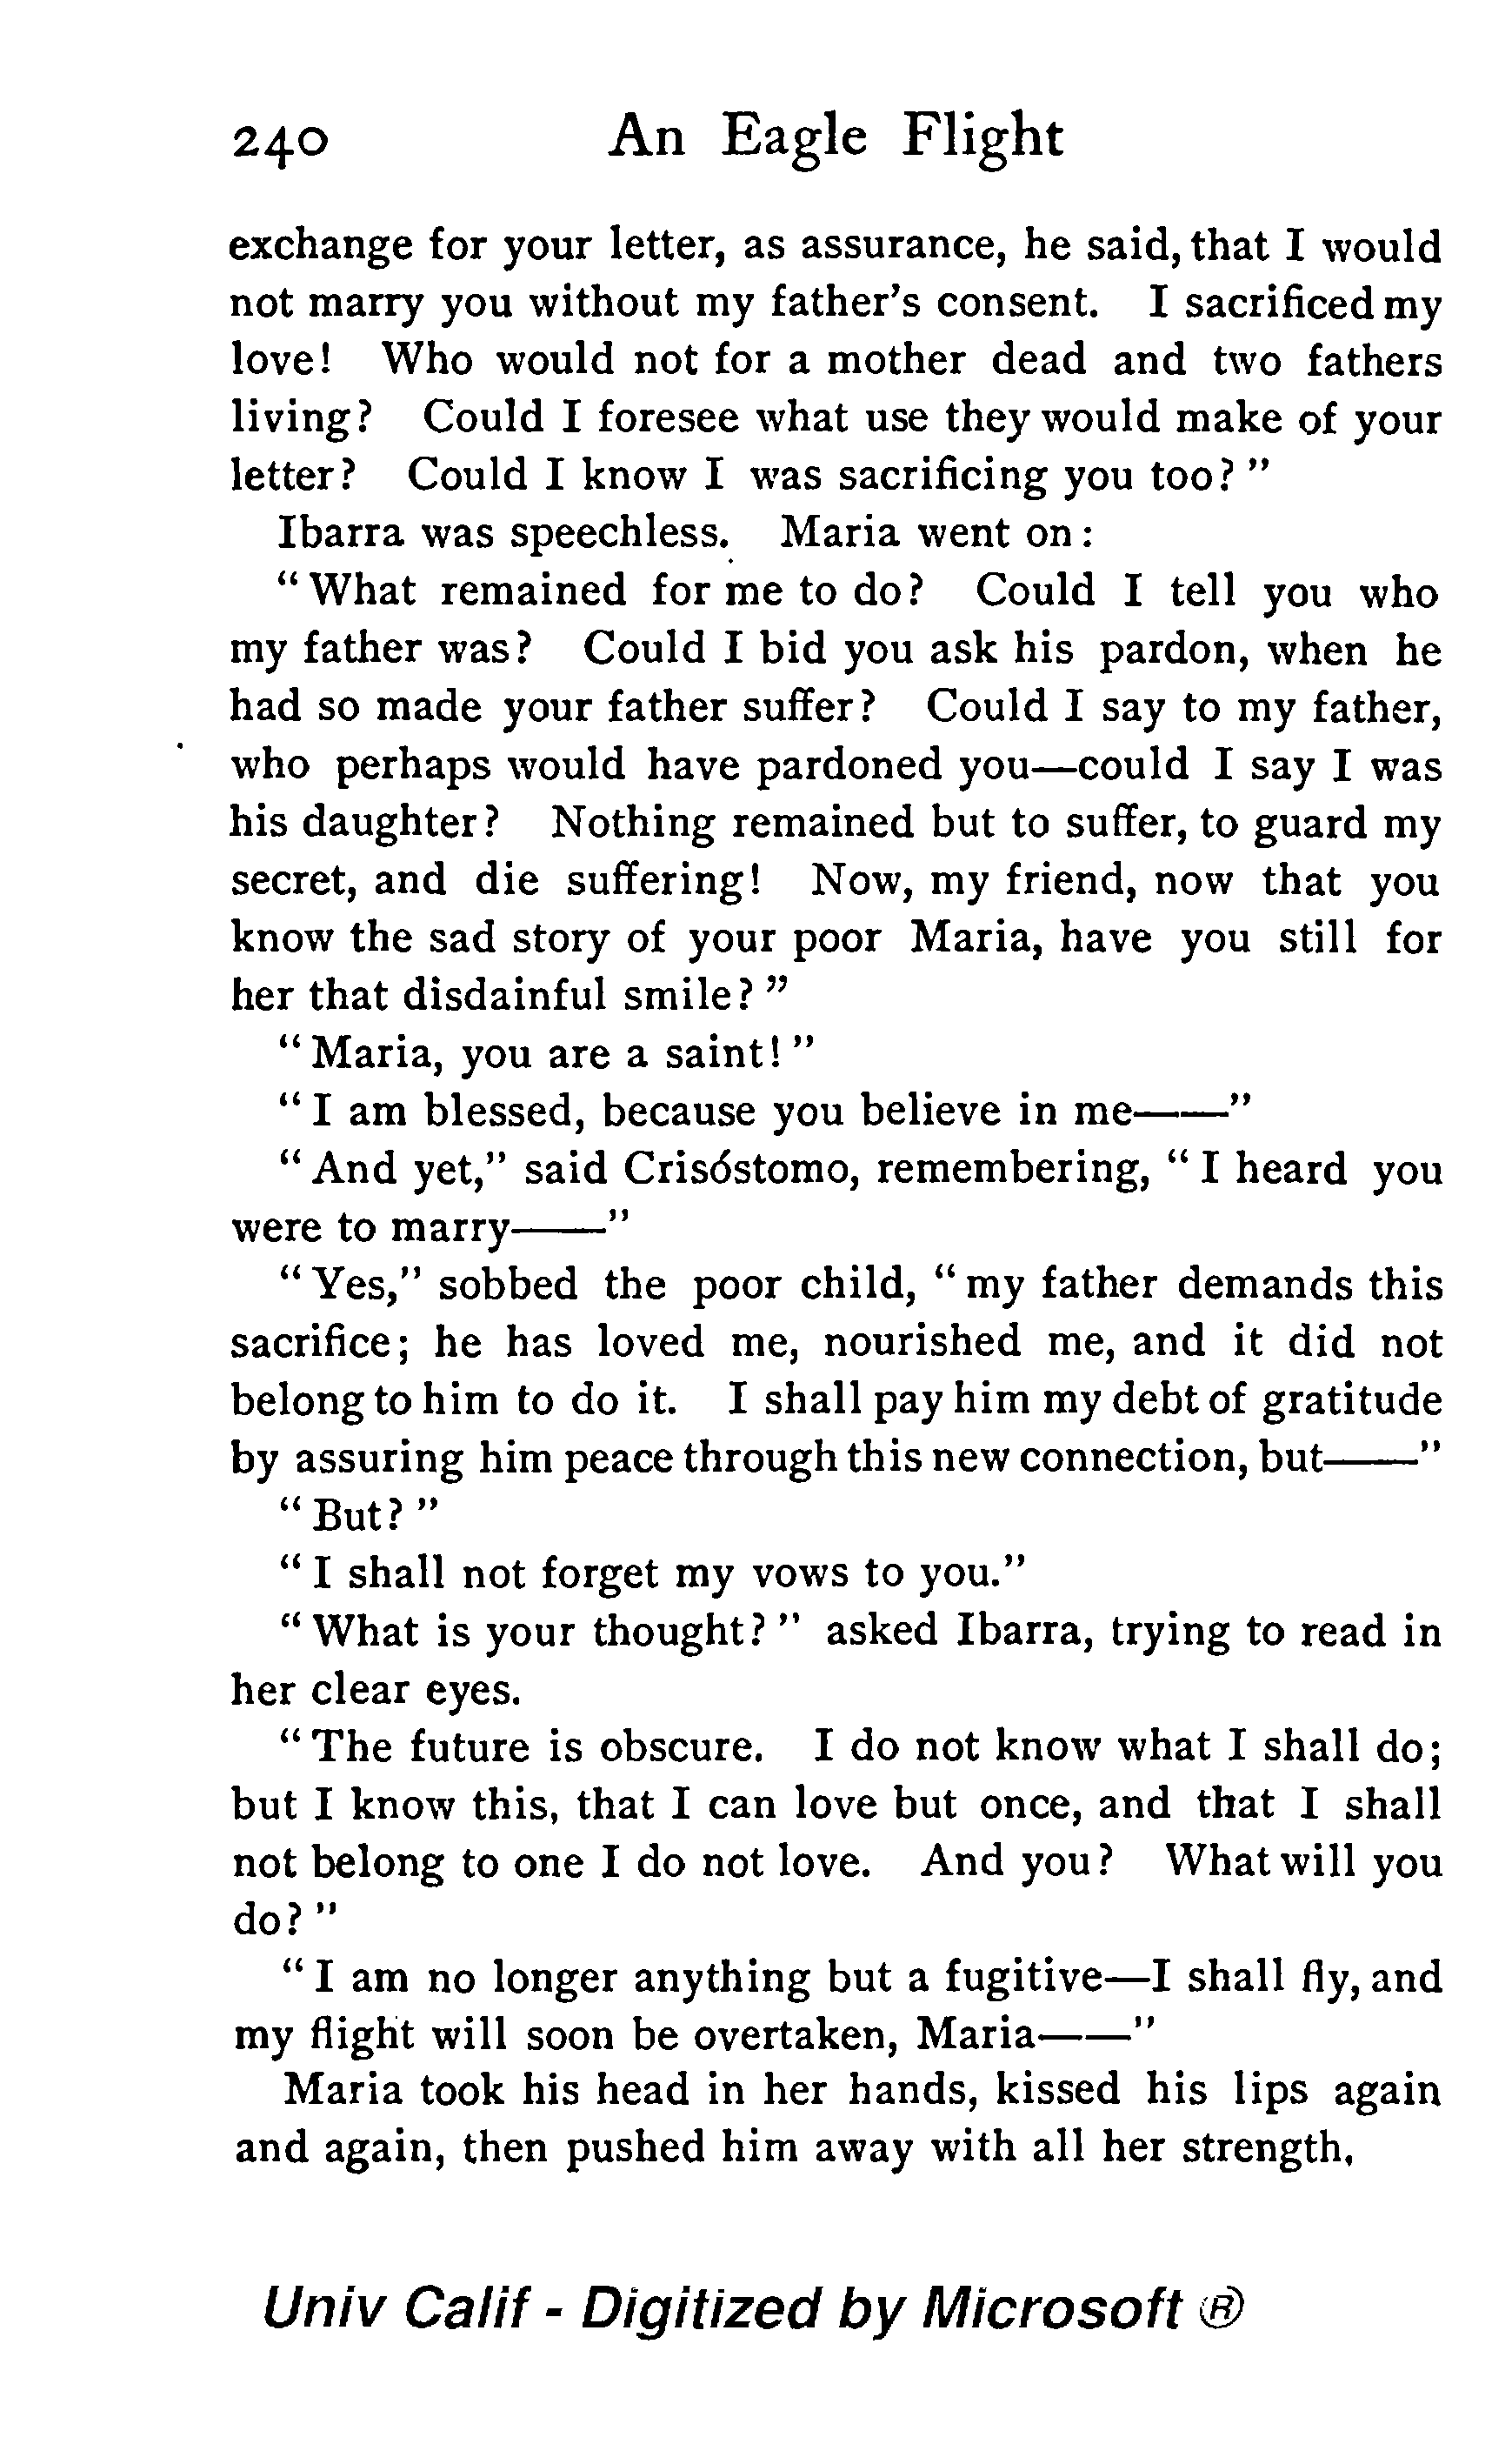 240 An Eagle Flight
exchange for your letter, as assurance, he said, that I would
not marry you without my father's consent. I sacrificed my
love! Who would not for a mother dead and two fathers
living? Could I foresee what use they would make of your
letter? Could I know I was sacrificing you too?"
Ibarra was speechless. Maria went on:
"What remained for me to do? Could I tell you who
my father was? Could I bid you ask his pardon, when he
had so made your father suffer? Could I say to my father,
who perhaps would have pardoned you—could I say I was
his daughter? Nothing remained but to suffer, to guard my
secret, and die suffering! Now, my friend, now that you
know the sad story of your poor Maria, have you still for
her that disdainful smile?"
"Maria, you are a saint!"
"I am blessed, because you believe in me——"
"And yet," said Crisóstomo, remembering, "I heard you
were to marry——"
"Yes," sobbed the poor child, "my father demands this
sacrifice; he has loved me, nourished me, and it did not
belong to him to do it. I shall pay him my debt of gratitude
by assuring him peace through this new connection, but——"
"But?"
"I shall not forget my vows to you."
"What is your thought?" asked Ibarra, trying to read in
her clear eyes.
"The future is obscure. I do not know what I shall do;
but I know this, that I can love but once, and that I shall
not belong to one I do not love. And you? What will you
do?"
"I am no longer anything but a fugitive—I shall fly, and
my flight will soon be overtaken, Maria——"
Maria took his head in her hands, kissed his lips again
and again, then pushed him away with all her strength.
Univ Calif - Digitized by Microsoft ®